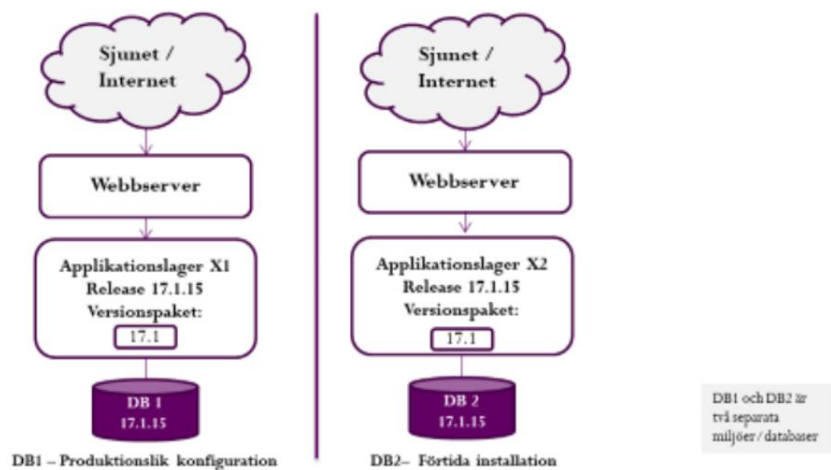 Sjunet /
Internet
Webbserver
Applikationslager X1
Release 17.1.15
Versionspaket:
17.1
DB 1
17.1.15
DB1 – Produktionslik konfiguration
Sjunet /
Internet
Webbserver
Applikationslager X2
Release 17.1.15
Versionspaket:
17.1
DB 2
17.1.15
DB2– Förtida installation
DB1 och DB2 är
två separata
miljöer / databaser